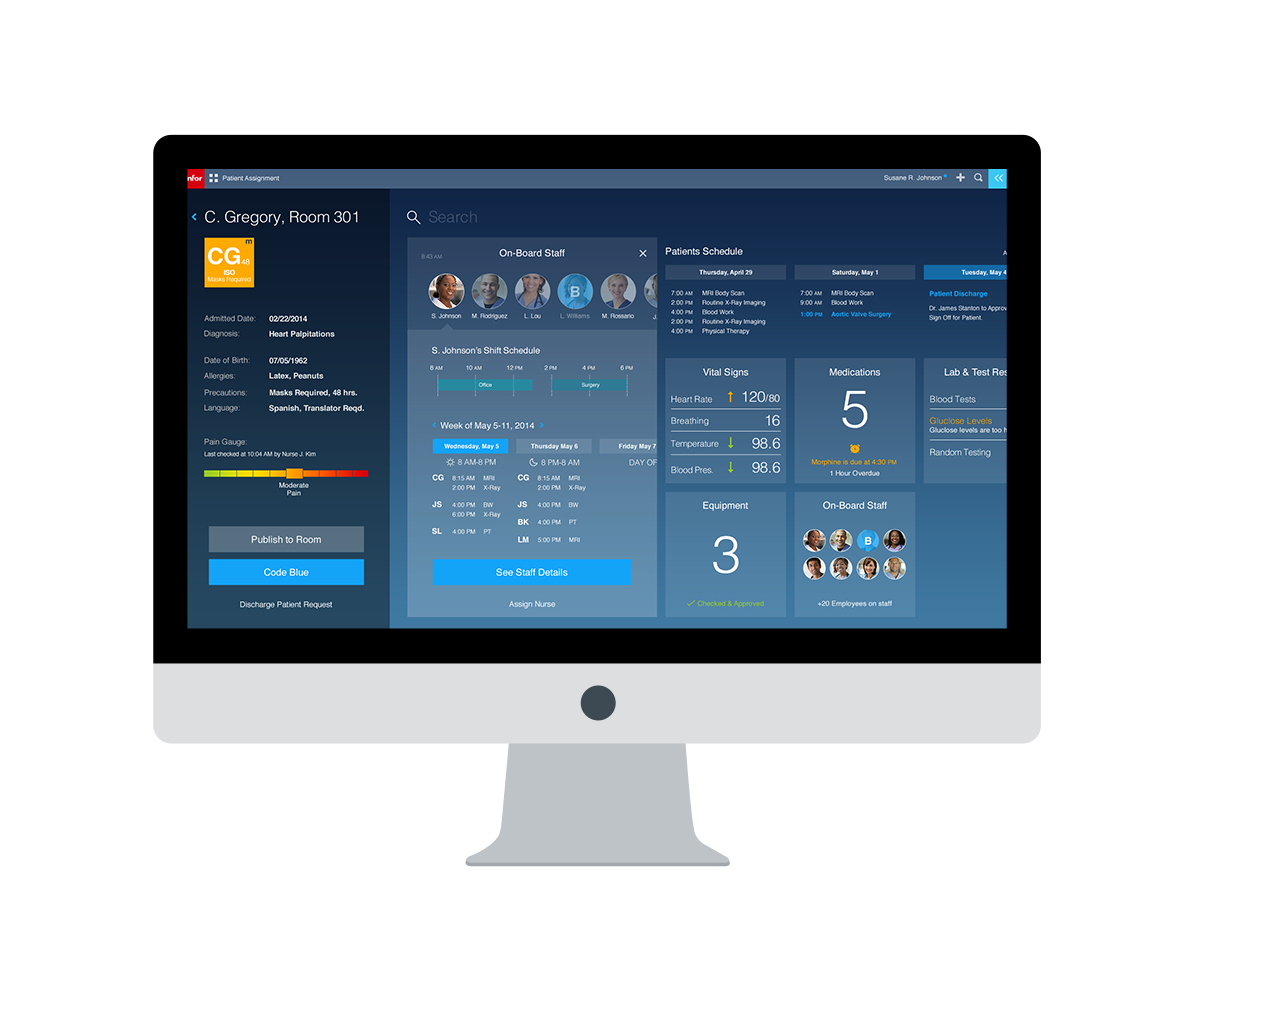 nfor
Patient Assignment
Susane R. Johnson
C. Gregory, Room 301
m
CG 48
ISO
Masks Required
Admitted Date: 02/22/2014
Diagnosis: Heart Palpitations
Date of Birth: 07/05/1962
Allergies: Latex, Peanuts
Precautions: Masks Required, 48 hrs.
Language: Spanish, Translator Reqd.
Pain Gauge:
Last checked at 10:04 AM by Nurse J. Kim
Moderate
Pain
Publish to Room
Code Blue
Discharge Patient Request
Search
8:43 AM
On-Board Staff
B
S. Johnson M. Rodriguez L. Lou L. Williams M. Rossario J.
S. Johnson's Shift Schedule
8 AM 10 AM 12 PM 2 PM 4 PM 6 PM
Office Surgery
Week of May 5-11, 2014
Wednesday, May 5 Thursday May 6 Friday May 7
8 AM-8 PM 8 PM-8 AM DAY OF
CG 8:15 AM MRI CG 8:15 AM MRI
2:00 PM X-Ray 2:00 PM X-Ray
JS 4:00 PM BW JS 4:00 PM BW
6:00 PM X-Ray
BK 4:00 PM PT
SL 4:00 PM PT
LM 5:00 PM MRI
See Staff Details
Assign Nurse
Patients Schedule
A
Thursday, April 29 Saturday, May 1 Tuesday, May 4
7:00 AM MRI Body Scan
2:00 PM Routine X-Ray Imaging
4:00 PM Blood Work
2:00 PM Routine X-Ray Imaging
4:00 PM Physical Therapy
7:00 AM MRI Body Scan
9:00 AM Blood Work
1:00 PM Aortic Valve Surgery
Patient Discharge
Dr. James Stanton to Approv
Sign Off for Patient.
Vital Signs
Heart Rate 120/80
Breathing 16
Temperature 98.6
Blood Pres. 98.6
Medications
5
Morphine is due at 4:30 PM
1 Hour Overdue
Lab & Test Res
Blood Tests
Gluclose Levels
Glucose levels are too h
Random Testing
Equipment
3
Checked & Approved
On-Board Staff
B
+20 Employees on staff